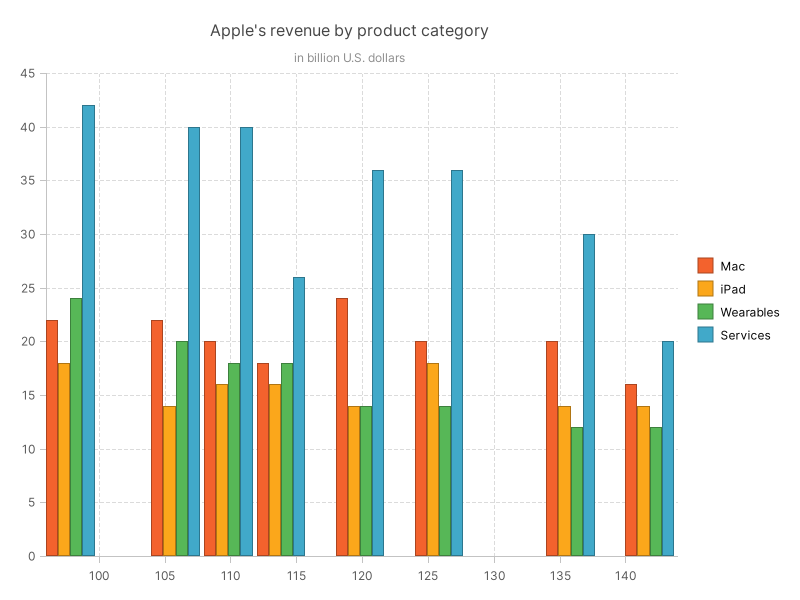 Apple's revenue by product category
in billion U.S. dollars
45
40
35
30
25
20
15
10
5
0
100 105 110 115 120 125 130 135 140
Mac
iPad
Wearables
Services